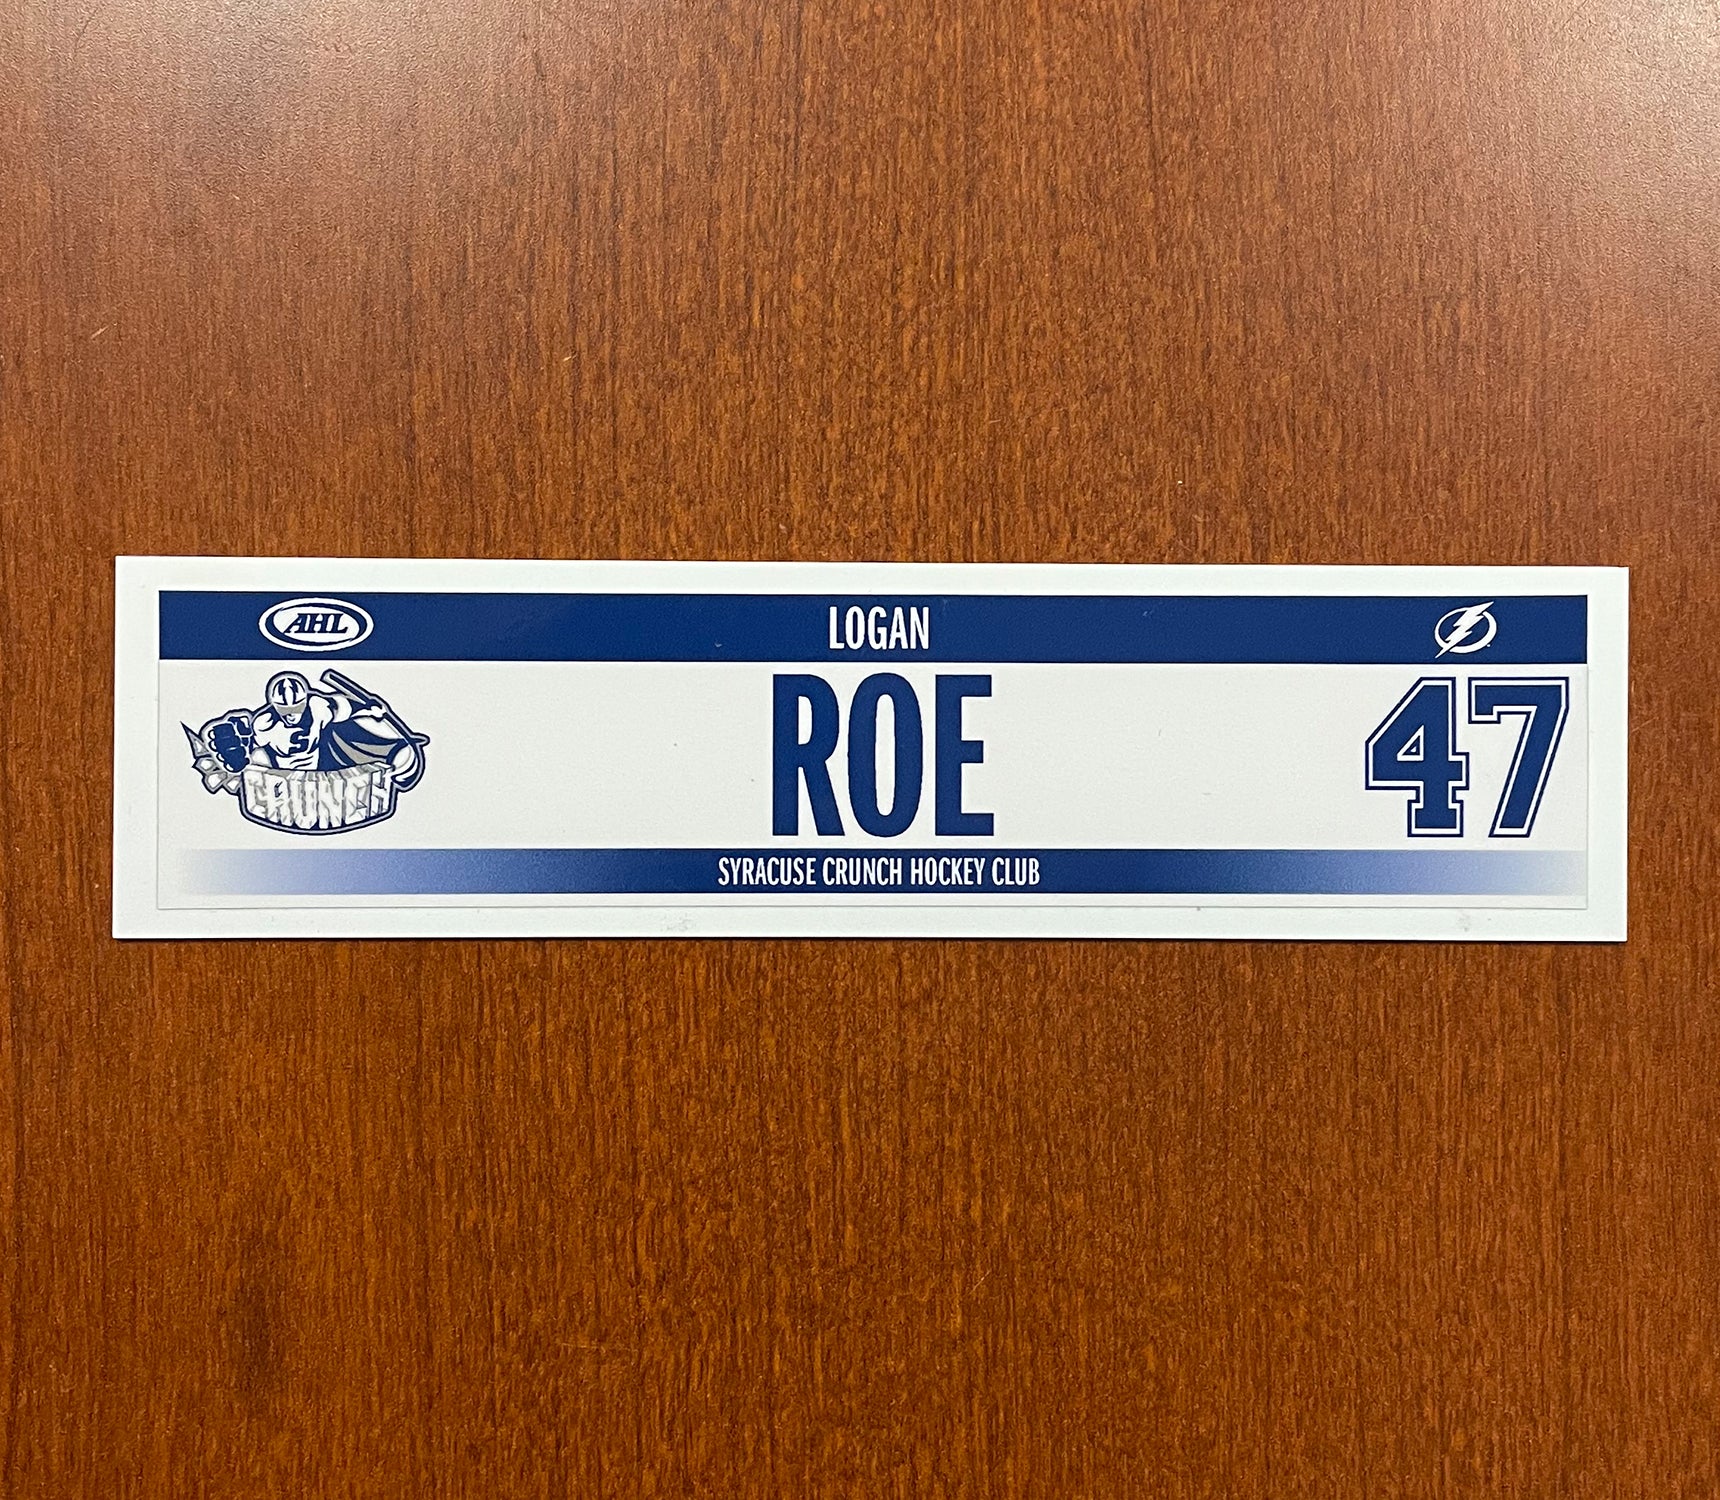 AHL
LOGAN
ROE
47
S
CRUNCH
SYRACUSE CRUNCH HOCKEY CLUB